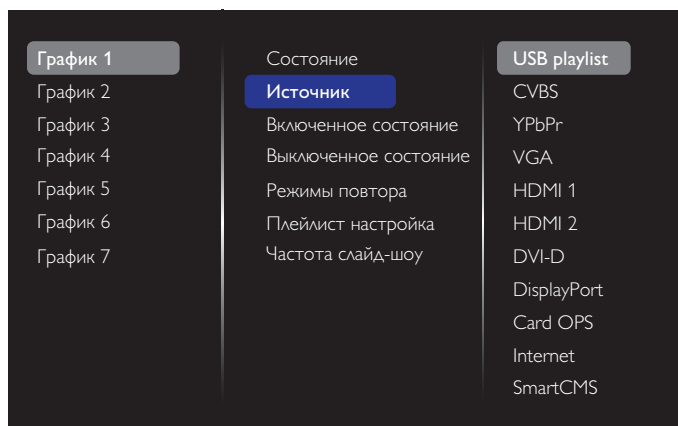 График 1
График 2
График 3
График 4
График 5
График 6
График 7
Состояние
Источник
Включенное состояние
Выключенное состояние
Режимы повтора
Плейлист настройка
Частота слайд-шоу
USB playlist
CVBS
YPbPr
VGA
HDMI 1
HDMI 2
DVI-D
DisplayPort
Card OPS
Internet
SmartCMS